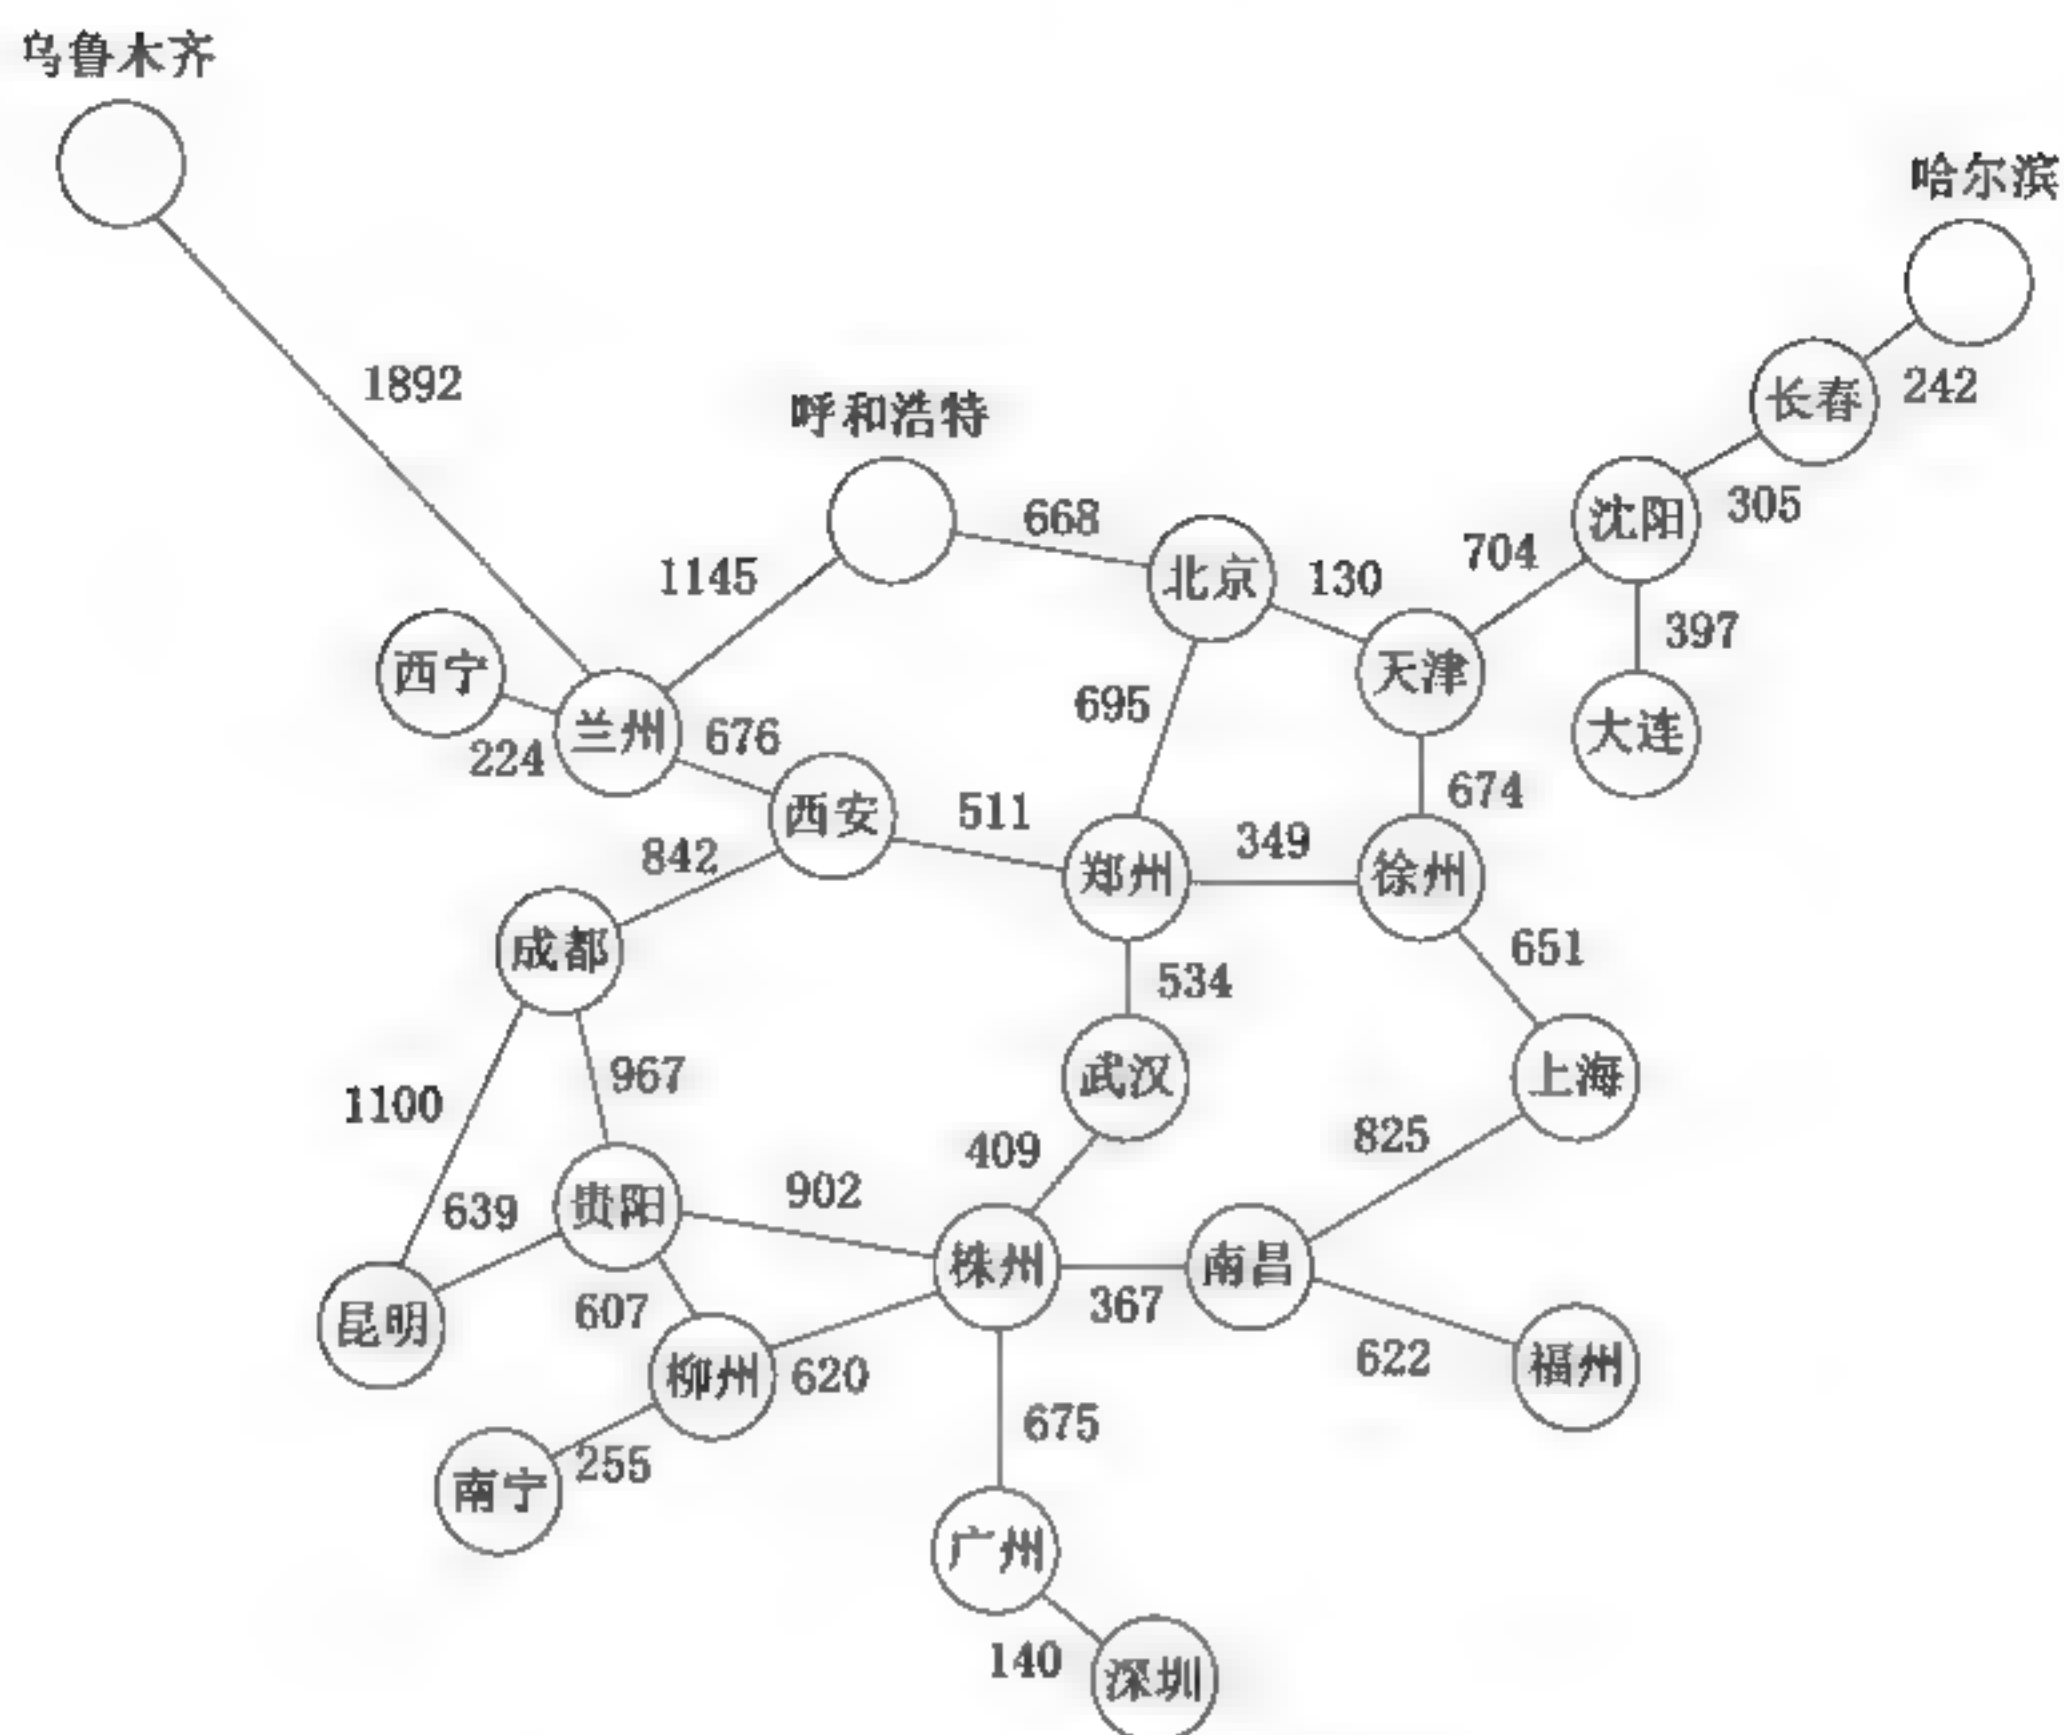 乌鲁木齐
哈尔滨
1892
242
长春
呼和浩特
668
305
沈阳
704
1145
北京
130
397
西宁
天津
695
大连
兰州
676
224
674
西安
511
349
842
郑州
徐州
651
成都
534
967
武汉
上海
1100
825
409
902
639
贵阳
株州
南昌
367
607
昆明
622
福州
柳州
620
675
255
南宁
广州
140
深圳